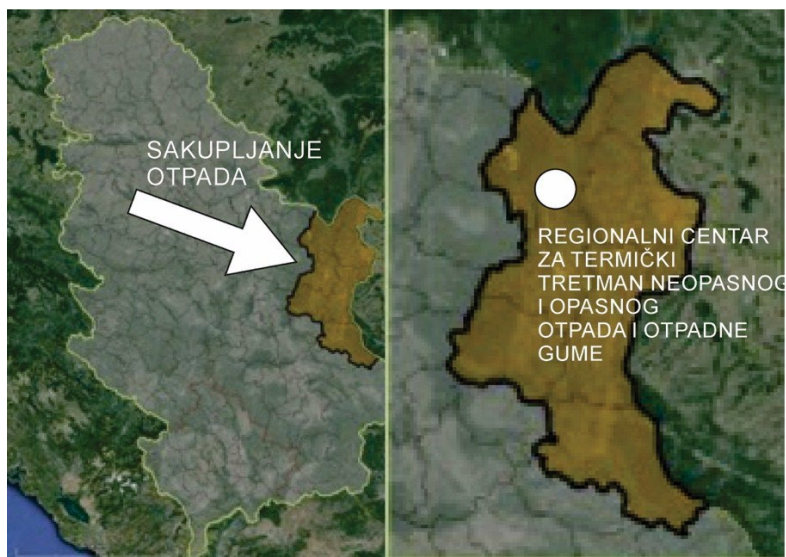 SAKUPLJANJE
OTPADA
REGIONALNI CENTAR
ZA TERMIČKI
TRETMAN NEOPASNOG
I OPASNOG
OTPADA I OTPADNE
GUME